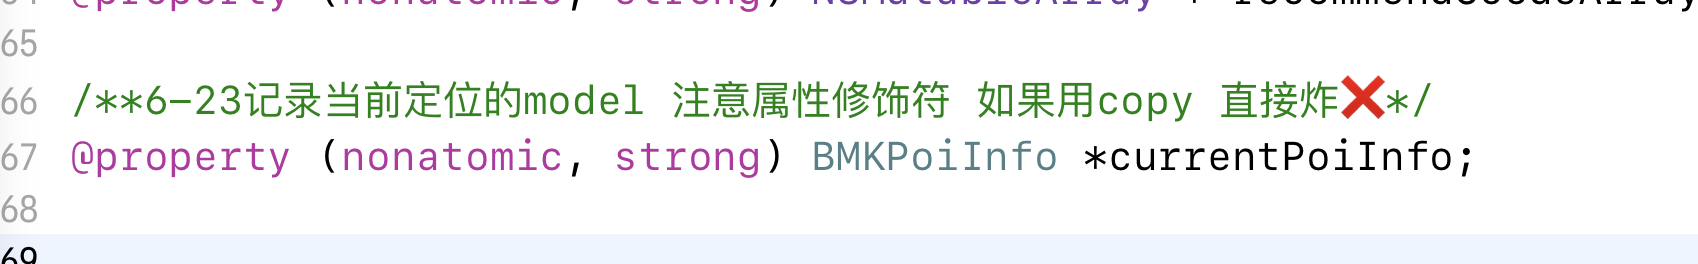 65
66 /**6-23记录当前定位的model 注意属性修饰符 如果用copy 直接炸❌*/
67 @property (nonatomic, strong) BMKPoiInfo *currentPoiInfo;
68
69